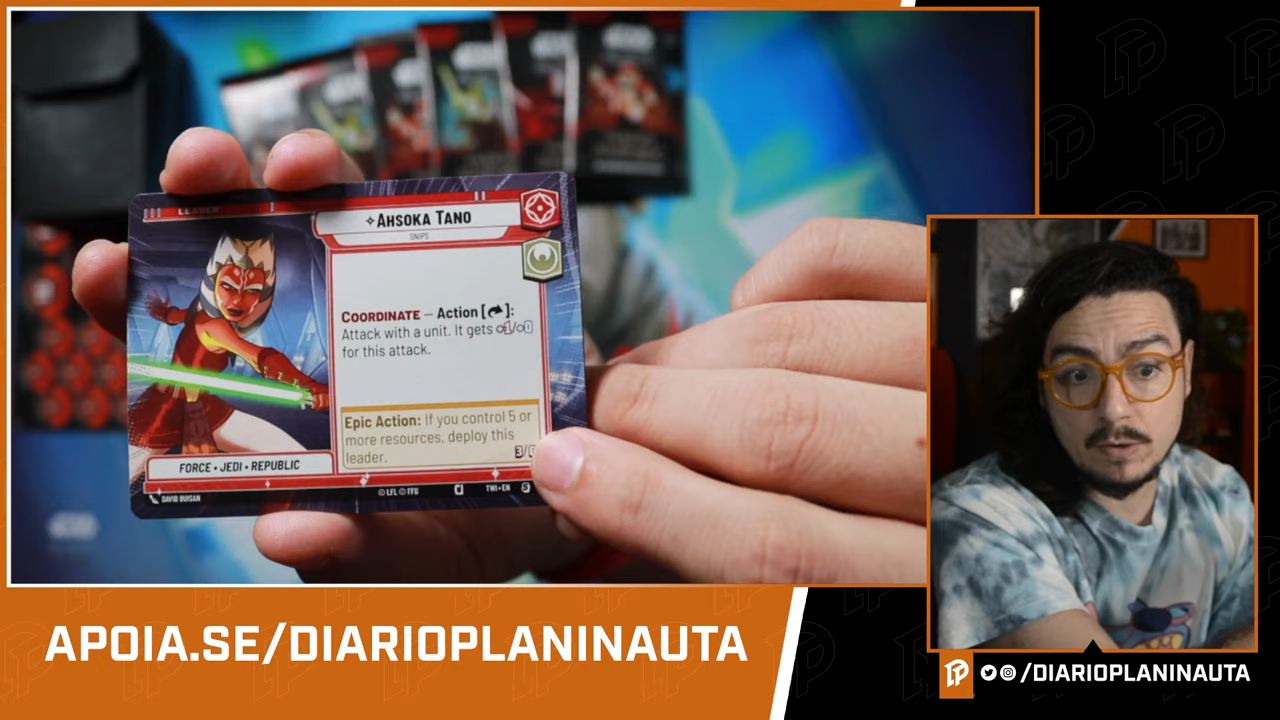 LEADER
✧AHSOKA TANO
SNIPS
COORDINATE – Action [↷]:
Attack with a unit. It gets +1/+0
for this attack.
Epic Action: If you control 5 or
more resources, deploy this
leader.
FORCE • JEDI • REPUBLIC
DAVID BUISAN
© LFL © FFG
C
TWI • EN
APOIA.SE/DIARIOPLANINAUTA
/DIARIOPLANINAUTA